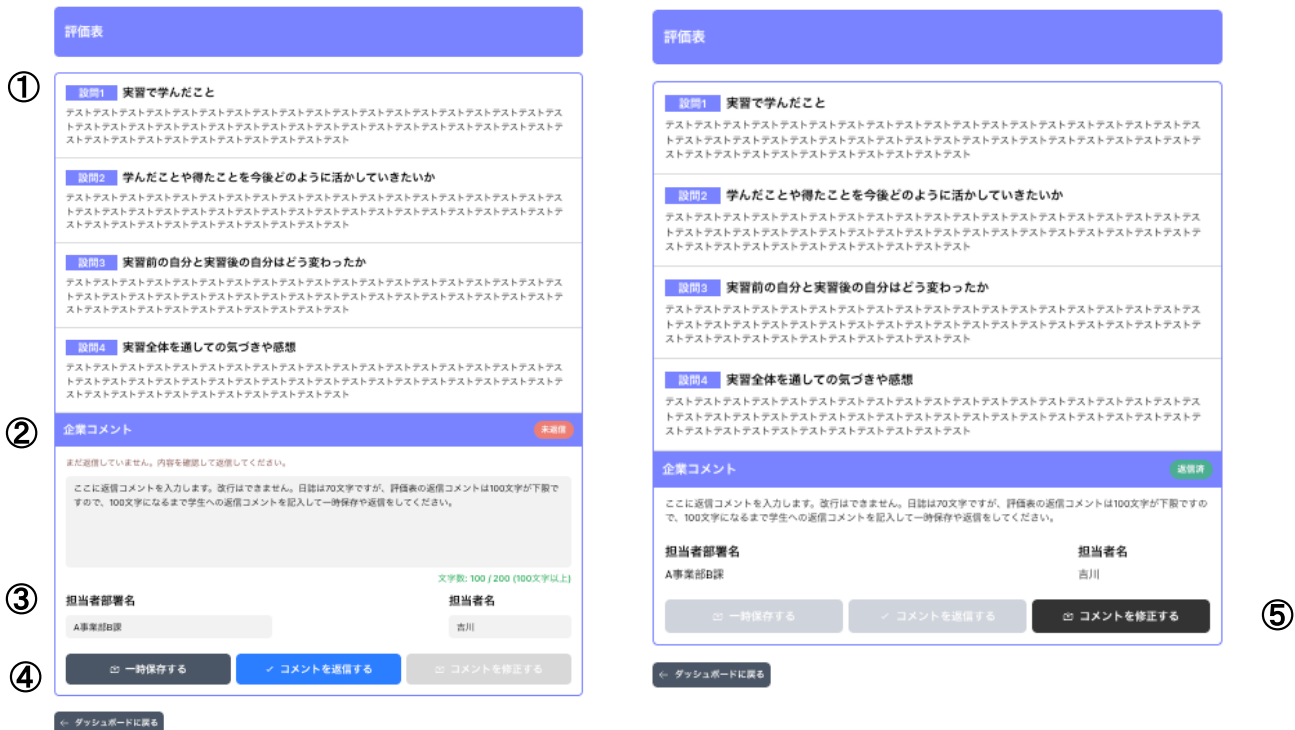 評価表
①
設問1 実習で学んだこと
テストテストテストテストテストテストテストテストテストテストテストテストテストテストテストテストテストテストテス
トテストテストテストテストテストテストテストテストテストテストテストテストテストテストテストテストテストテストテ
ストテストテストテストテストテストテストテストテストテストテスト
設問2 学んだことや得たことを今後どのように活かしていきたいか
テストテストテストテストテストテストテストテストテストテストテストテストテストテストテストテストテストテストテス
トテストテストテストテストテストテストテストテストテストテストテストテストテストテストテストテストテストテストテ
ストテストテストテストテストテストテストテストテストテストテスト
設問3 実習前の自分と実習後の自分はどう変わったか
テストテストテストテストテストテストテストテストテストテストテストテストテストテストテストテストテストテストテス
トテストテストテストテストテストテストテストテストテストテストテストテストテストテストテストテストテストテストテ
ストテストテストテストテストテストテストテストテストテストテスト
設問4 実習全体を通しての気づきや感想
テストテストテストテストテストテストテストテストテストテストテストテストテストテストテストテストテストテストテス
トテストテストテストテストテストテストテストテストテストテストテストテストテストテストテストテストテストテストテ
ストテストテストテストテストテストテストテストテストテストテスト
②
企業コメント 未返信
まだ返信していません。内容を確認して返信してください。
ここに返信コメントを入力します。改行はできません。日誌は70文字ですが、評価表の返信コメントは100文字が下限で
すので、100文字になるまで学生への返信コメントを記入して一時保存や返信をしてください。
文字数: 100 / 200 (100文字以上)
③
担当者部署名 担当者名
A事業部B課 吉川
④
一時保存する ✓ コメントを返信する コメントを修正する
← ダッシュボードに戻る
評価表
設問1 実習で学んだこと
テストテストテストテストテストテストテストテストテストテストテストテストテストテストテストテストテストテストテス
トテストテストテストテストテストテストテストテストテストテストテストテストテストテストテストテストテストテストテ
ストテストテストテストテストテストテストテストテストテストテスト
設問2 学んだことや得たことを今後どのように活かしていきたいか
テストテストテストテストテストテストテストテストテストテストテストテストテストテストテストテストテストテストテス
トテストテストテストテストテストテストテストテストテストテストテストテストテストテストテストテストテストテストテ
ストテストテストテストテストテストテストテストテストテストテスト
設問3 実習前の自分と実習後の自分はどう変わったか
テストテストテストテストテストテストテストテストテストテストテストテストテストテストテストテストテストテストテス
トテストテストテストテストテストテストテストテストテストテストテストテストテストテストテストテストテストテストテ
ストテストテストテストテストテストテストテストテストテストテスト
設問4 実習全体を通しての気づきや感想
テストテストテストテストテストテストテストテストテストテストテストテストテストテストテストテストテストテストテス
トテストテストテストテストテストテストテストテストテストテストテストテストテストテストテストテストテストテストテ
ストテストテストテストテストテストテストテストテストテストテスト
企業コメント 返信済
ここに返信コメントを入力します。改行はできません。日誌は70文字ですが、評価表の返信コメントは100文字が下限ですの
で、100文字になるまで学生への返信コメントを記入して一時保存や返信をしてください。
担当者部署名 担当者名
A事業部B課 吉川
一時保存する ✓ コメントを返信する コメントを修正する
⑤
← ダッシュボードに戻る